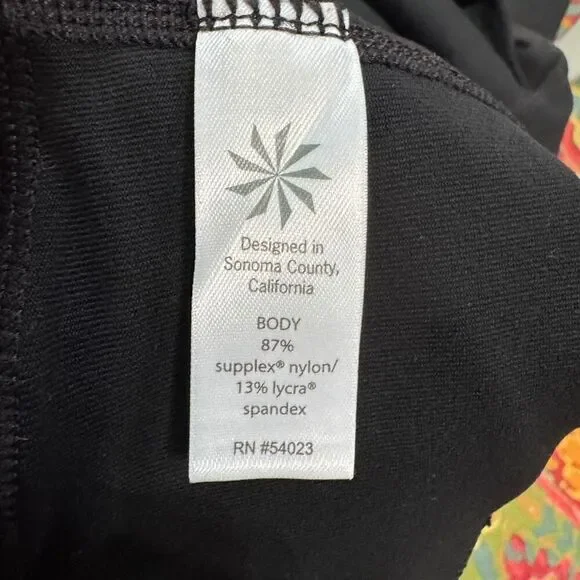 Designed in
Sonoma County,
California
BODY
87%
supplex® nylon/
13% lycra®
spandex
RN #54023